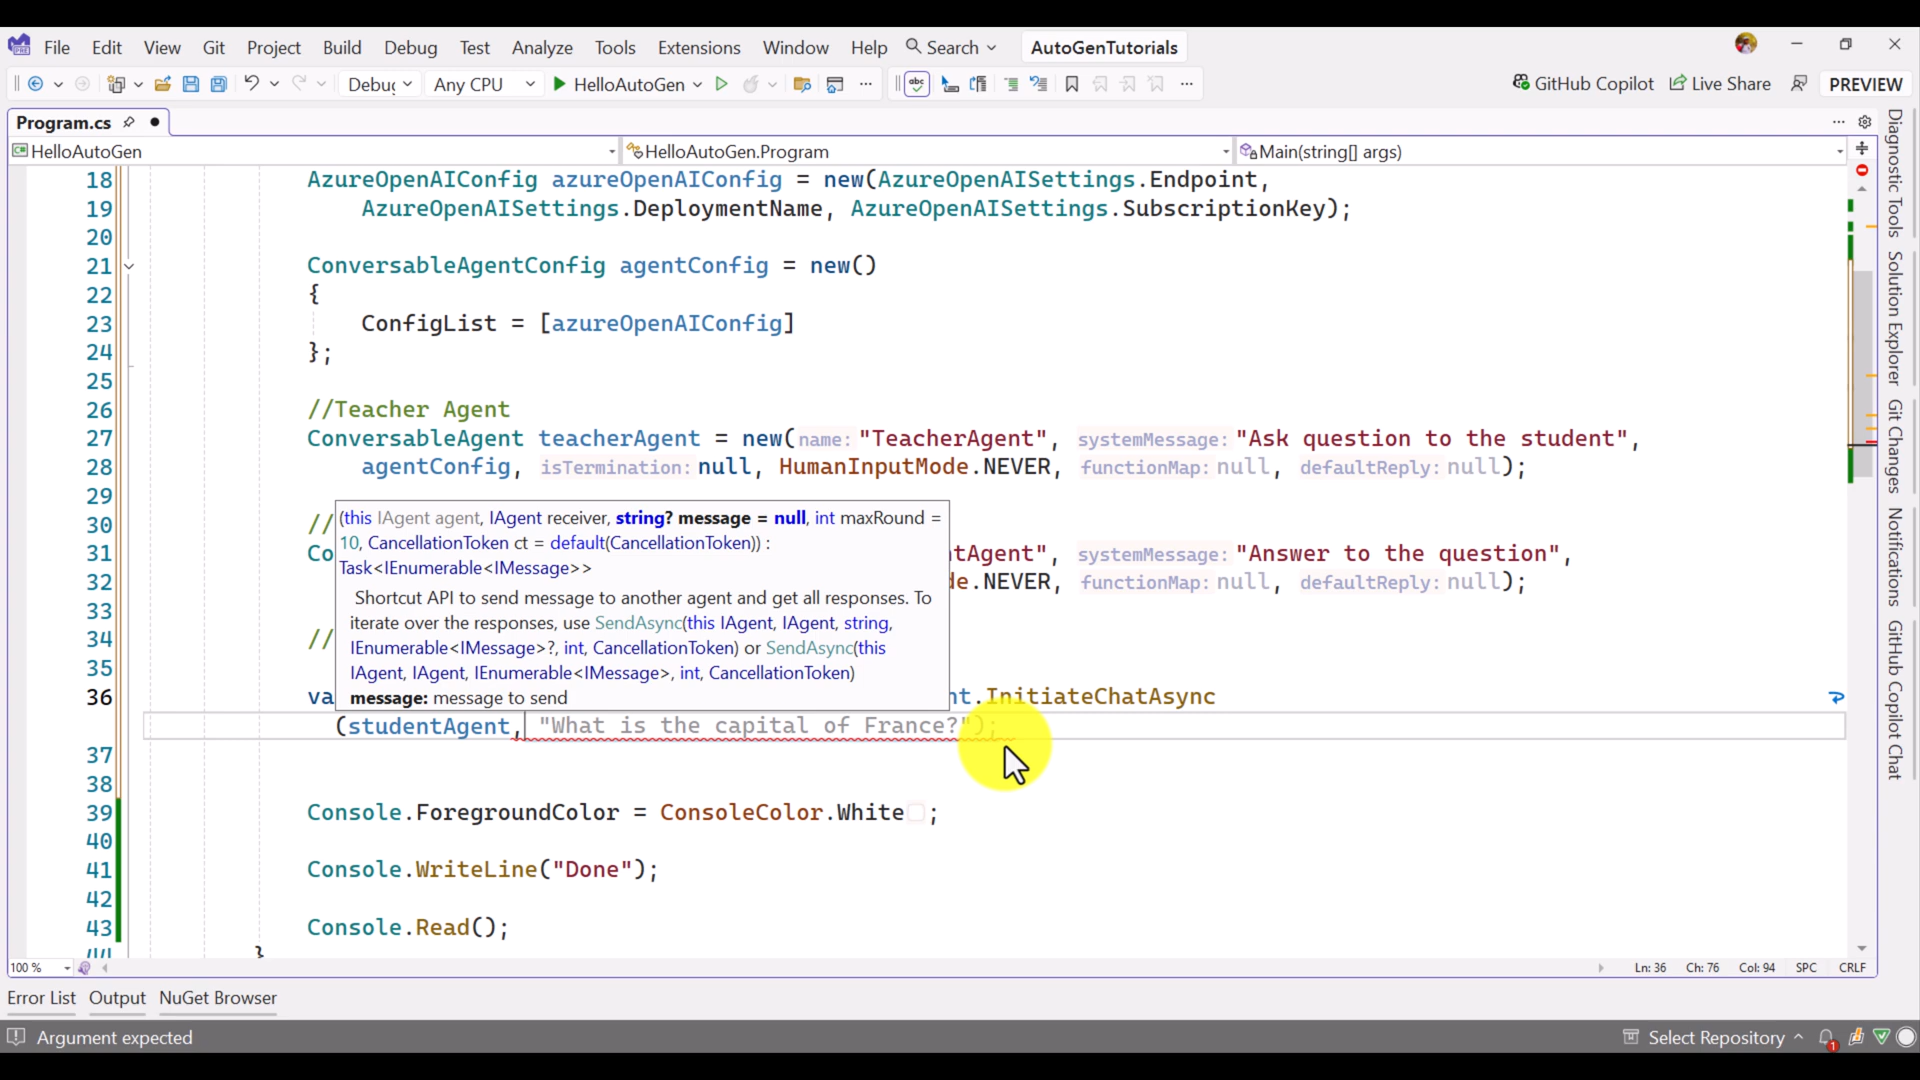 File Edit View Git Project Build Debug Test Analyze Tools Extensions Window Help Search AutoGenTutorials
Debug Any CPU HelloAutoGen GitHub Copilot Live Share PREVIEW
Program.cs
HelloAutoGen HelloAutoGen.Program Main(string[] args)
18 AzureOpenAIConfig azureOpenAIConfig = new(AzureOpenAISettings.Endpoint,
19 AzureOpenAISettings.DeploymentName, AzureOpenAISettings.SubscriptionKey);
20
21 ConversableAgentConfig agentConfig = new()
22 {
23 ConfigList = [azureOpenAIConfig]
24 };
25
26 //Teacher Agent
27 ConversableAgent teacherAgent = new(name: "TeacherAgent", systemMessage: "Ask question to the student",
28 agentConfig, isTermination: null, HumanInputMode.NEVER, functionMap: null, defaultReply: null);
29
(this IAgent agent, IAgent receiver, string? message = null, int maxRound =
10, CancellationToken ct = default(CancellationToken)) :
Task<IEnumerable<IMessage>>
Shortcut API to send message to another agent and get all responses. To
iterate over the responses, use SendAsync(this IAgent, IAgent, string,
IEnumerable<IMessage>?, int, CancellationToken) or SendAsync(this
IAgent, IAgent, IEnumerable<IMessage>, int, CancellationToken)
message: message to send
30 //
31 Co tAgent", systemMessage: "Answer to the question",
32 de.NEVER, functionMap: null, defaultReply: null);
33
34 //
35
36 va nt.InitiateChatAsync
(studentAgent, "What is the capital of France?");
37
38
39 Console.ForegroundColor = ConsoleColor.White;
40
41 Console.WriteLine("Done");
42
43 Console.Read();
44 }
100 % Ln: 36 Ch: 76 Col: 94 SPC CRLF
Error List Output NuGet Browser
Argument expected Select Repository 1
Diagnostic Tools
Solution Explorer
Git Changes
Notifications
GitHub Copilot Chat